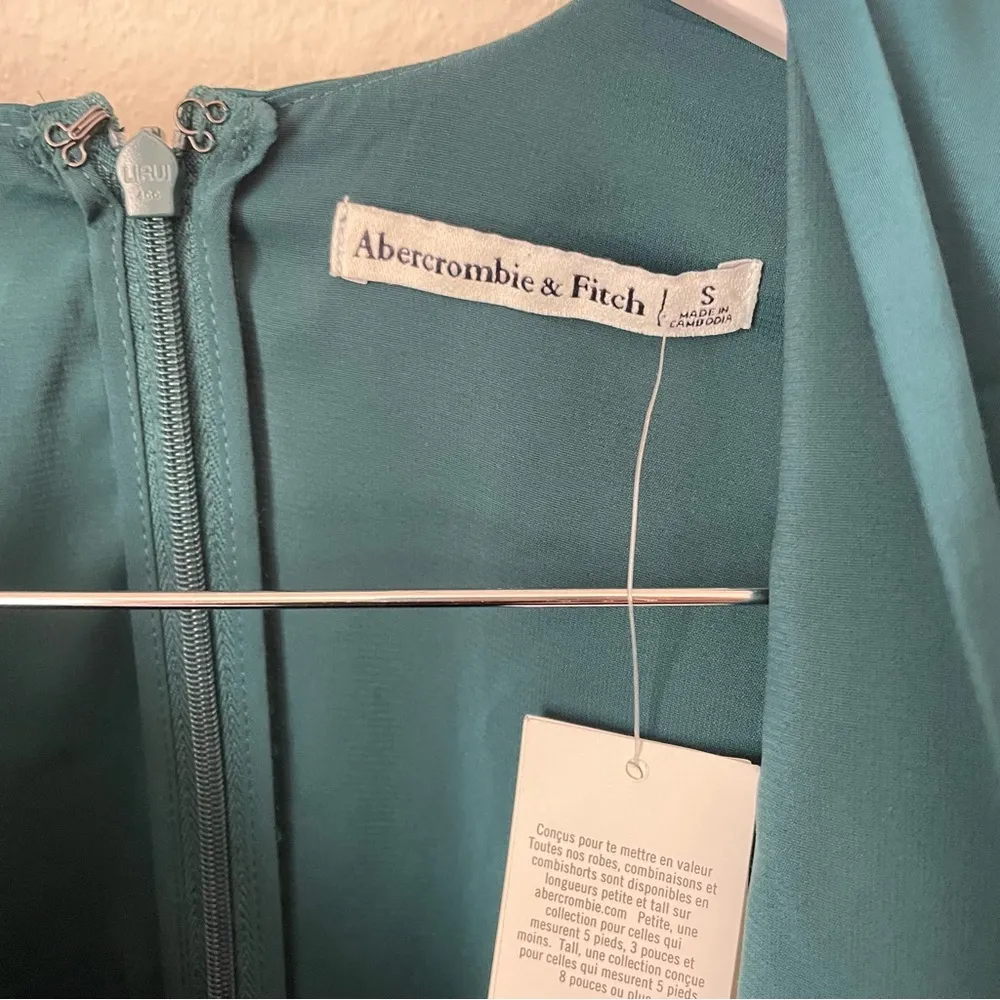 LIRUI
Abercrombie & Fitch
S
MADE IN
CAMBODIA
Conçus pour te mettre en valeur
Toutes nos robes, combinaisons et
combishorts sont disponibles en
longueurs petite et tall sur
abercrombie.com Petite, une
collection pour celles qui
mesurent 5 pieds, 3 pouces et
moins. Tall, une collection conçue
pour celles qui mesurent 5 pieds
8 pouces ou plus